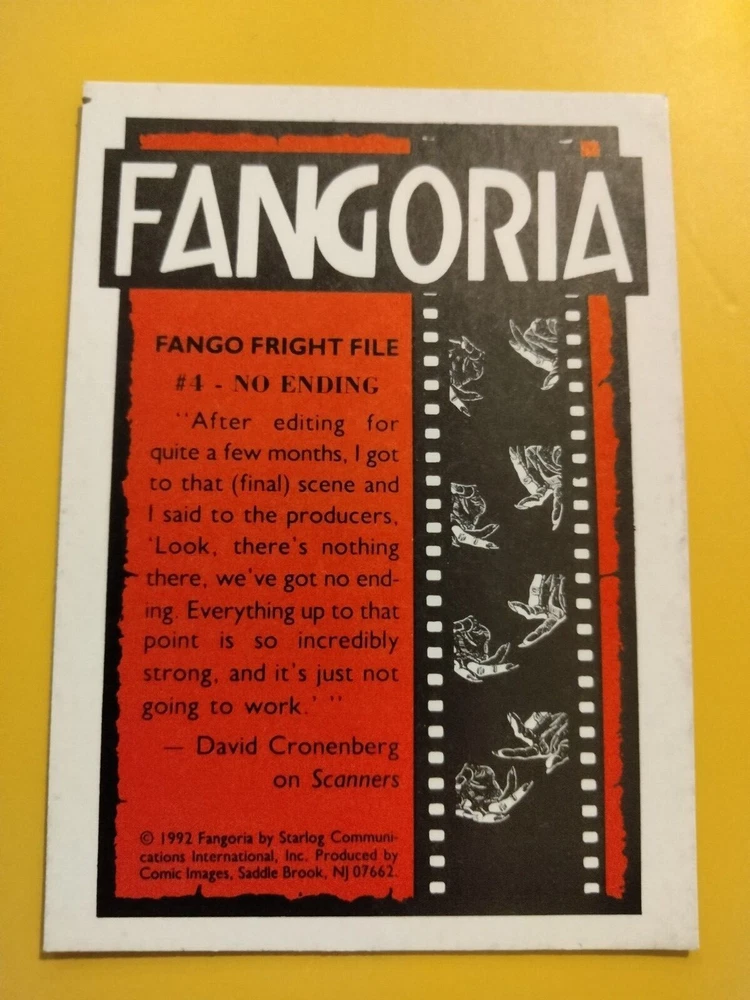 FANGORIA
FANGO FRIGHT FILE
#4 - NO ENDING
"After editing for
quite a few months, I got
to that (final) scene and
I said to the producers,
'Look, there's nothing
there, we've got no end-
ing. Everything up to that
point is so incredibly
strong, and it's just not
going to work.' "
— David Cronenberg
on Scanners
© 1992 Fangoria by Starlog Communi-
cations International, Inc. Produced by
Comic Images, Saddle Brook, NJ 07662.